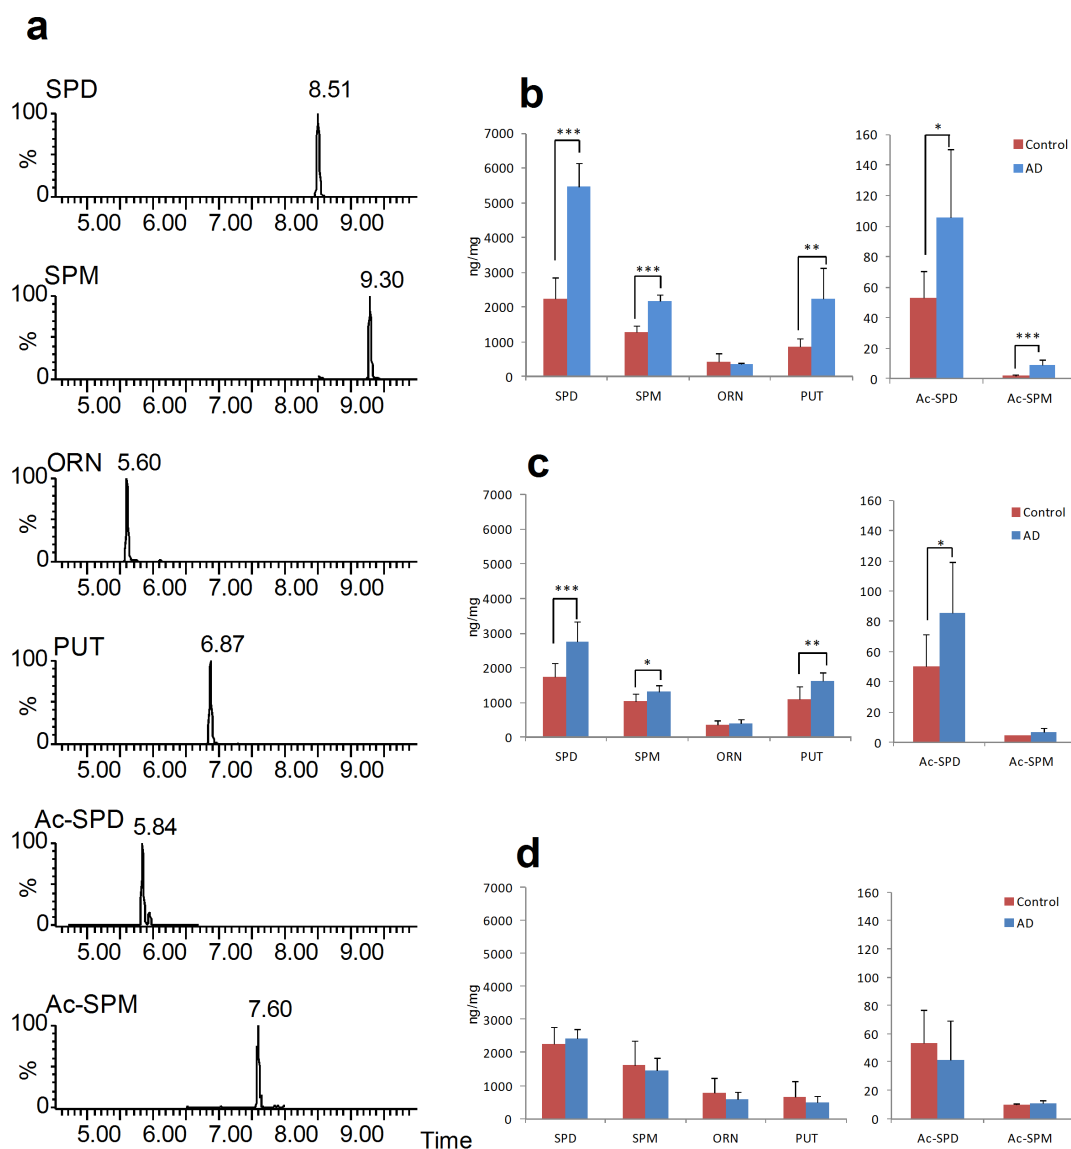 a
SPD
8.51
100
%
0
5.00 6.00 7.00 8.00 9.00
SPM
9.30
100
%
0
5.00 6.00 7.00 8.00 9.00
ORN 5.60
100
%
0
5.00 6.00 7.00 8.00 9.00
PUT
6.87
100
%
0
5.00 6.00 7.00 8.00 9.00
Ac-SPD 5.84
100
%
0
5.00 6.00 7.00 8.00 9.00
Ac-SPM
7.60
100
%
0
5.00 6.00 7.00 8.00 9.00
Time
b
ng/mg
7000
6000
5000
4000
3000
2000
1000
0
***
***
**
SPD SPM ORN PUT
160
140
120
100
80
60
40
20
0
*
***
Control
AD
Ac-SPD Ac-SPM
c
ng/mg
7000
6000
5000
4000
3000
2000
1000
0
***
*
**
SPD SPM ORN PUT
160
140
120
100
80
60
40
20
0
*
Control
AD
Ac-SPD Ac-SPM
d
ng/mg
7000
6000
5000
4000
3000
2000
1000
0
SPD SPM ORN PUT
160
140
120
100
80
60
40
20
0
Control
AD
Ac-SPD Ac-SPM